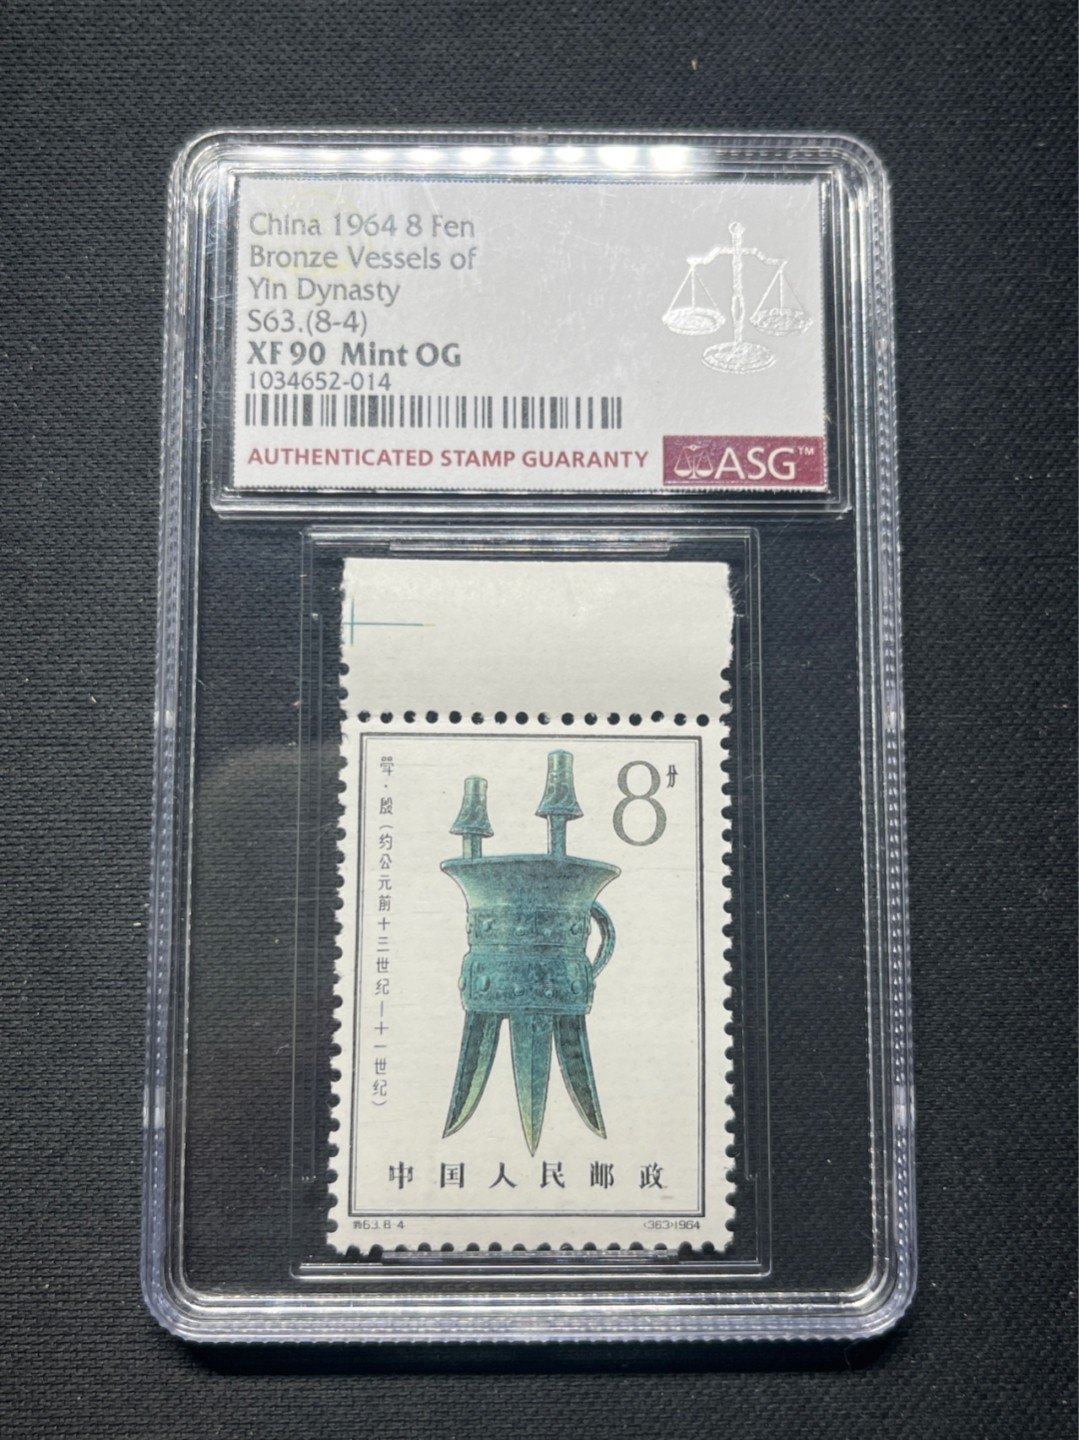 China 1964 8 Fen
Bronze Vessels of
Yin Dynasty
S63.(8-4)
XF 90 Mint OG
1034652-014
AUTHENTICATED STAMP GUARANTY
ASG™
8分
斝·殷(约公元前十三世纪—十一世纪)
中国人民邮政
特63.8-4
(363)1964